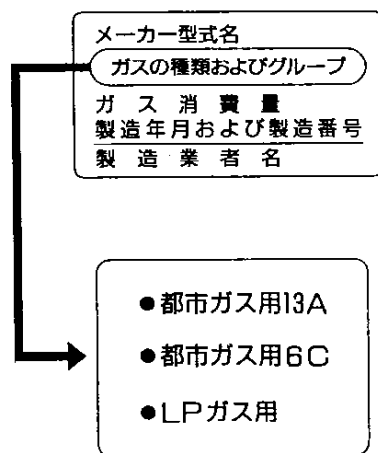 メーカー型式名
ガスの種類およびグループ
ガス消費量
製造年月および製造番号
製造業者名
●都市ガス用13A
●都市ガス用6C
●LPガス用